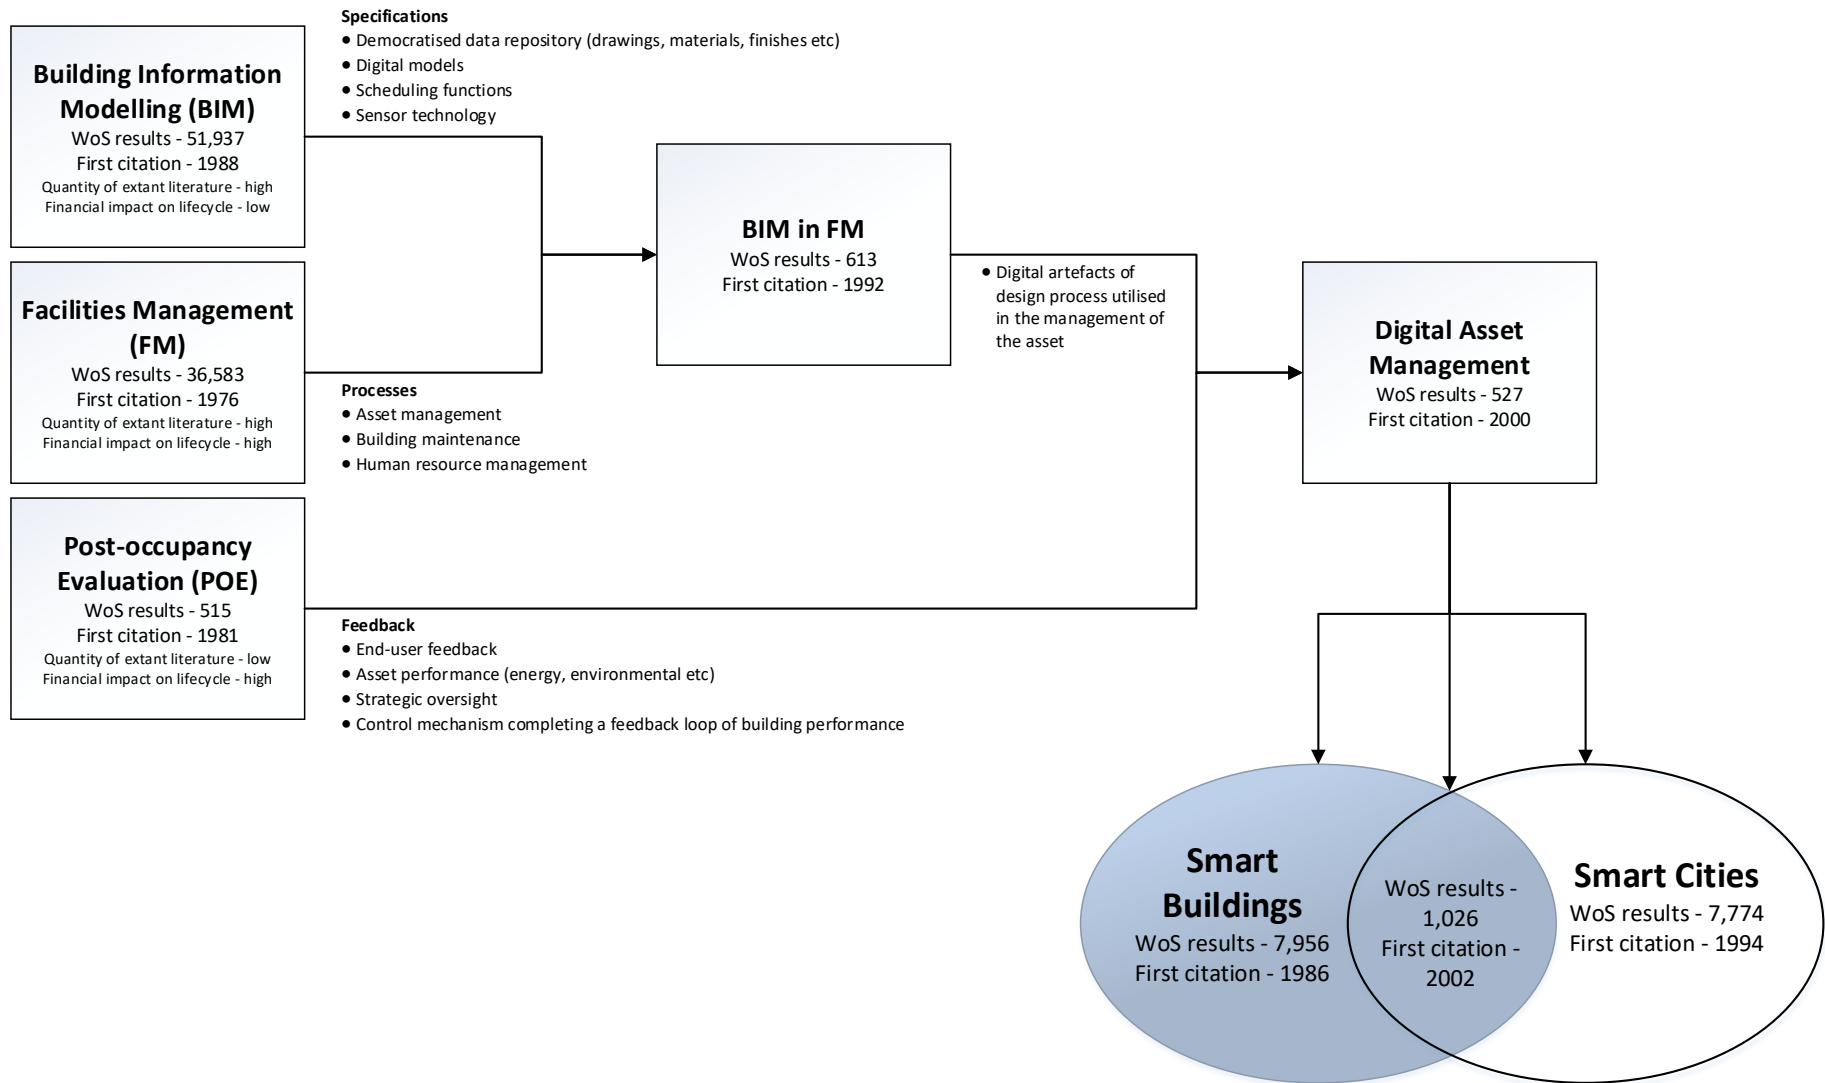 Specifications
• Democratised data repository (drawings, materials, finishes etc)
• Digital models
• Scheduling functions
• Sensor technology
Building Information
Modelling (BIM)
WoS results - 51,937
First citation - 1988
Quantity of extant literature - high
Financial impact on lifecycle - low
Facilities Management
(FM)
WoS results - 36,583
First citation - 1976
Quantity of extant literature - high
Financial impact on lifecycle - high
Processes
• Asset management
• Building maintenance
• Human resource management
Post-occupancy
Evaluation (POE)
WoS results - 515
First citation - 1981
Quantity of extant literature - low
Financial impact on lifecycle - high
Feedback
• End-user feedback
• Asset performance (energy, environmental etc)
• Strategic oversight
• Control mechanism completing a feedback loop of building performance
BIM in FM
WoS results - 613
First citation - 1992
• Digital artefacts of
design process utilised
in the management of
the asset
Digital Asset
Management
WoS results - 527
First citation - 2000
Smart
Buildings
WoS results - 7,956
First citation - 1986
WoS results -
1,026
First citation -
2002
Smart Cities
WoS results - 7,774
First citation - 1994